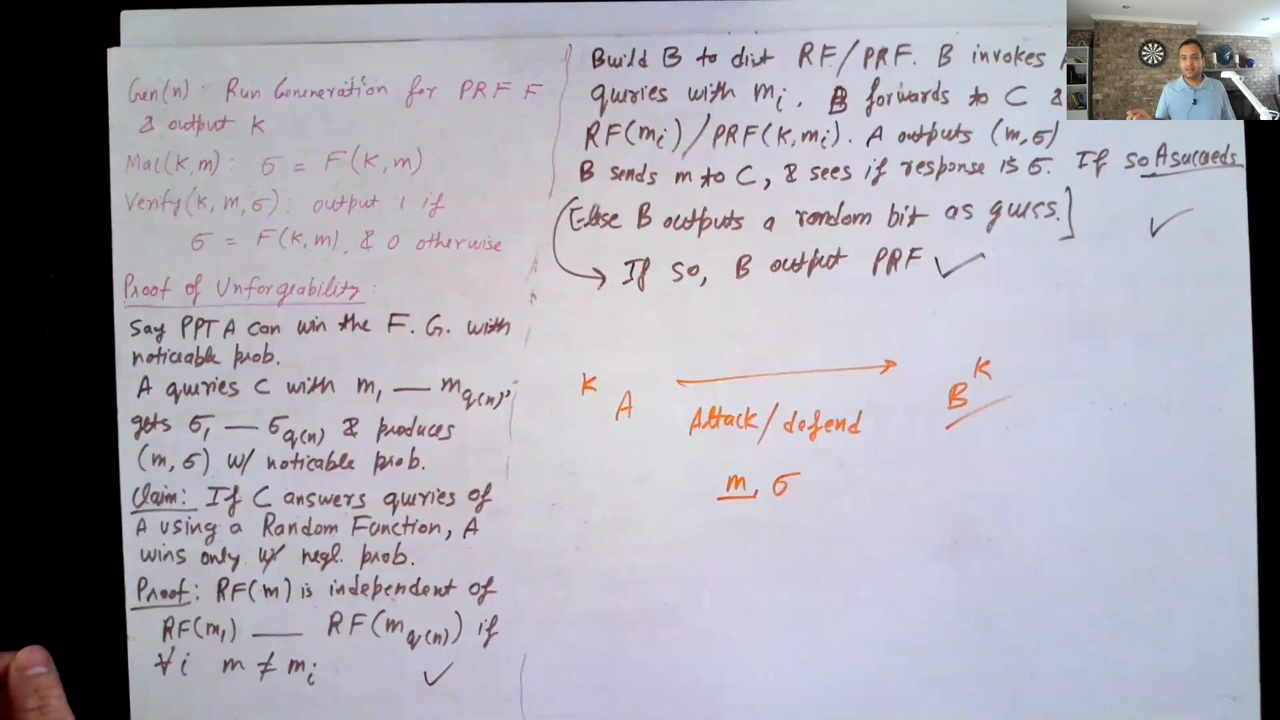 Gen(n): Run Generation for PRF F
& output K
Mac(K,m): σ = F(K,m)
Verify(K,m,σ): output 1 if
σ = F(K,m) & 0 otherwise
Proof of Unforgeability:
Say PPT A can win the F.G. with
noticeable prob.
A queries C with m₁ — m_q(n),
gets σ₁ — σ_q(n) & produces
(m,σ) w/ noticable prob.
Claim: If C answers queries of
A using a Random Function, A
wins only w/ negl. prob.
Proof: RF(m) is independent of
RF(m₁) — RF(m_q(n)) if
∀i m ≠ mᵢ ✓
Build B to dist RF/PRF. B invokes
queries with mᵢ. B forwards to C &
RF(mᵢ)/PRF(K,mᵢ). A outputs (m,σ)
B sends m to C, & sees if response is σ. If so A succeeds
[Else B outputs a random bit as guess.] ✓
→ If so, B output PRF ✓
K A ⟷ B K
Attack/defend
m, σ